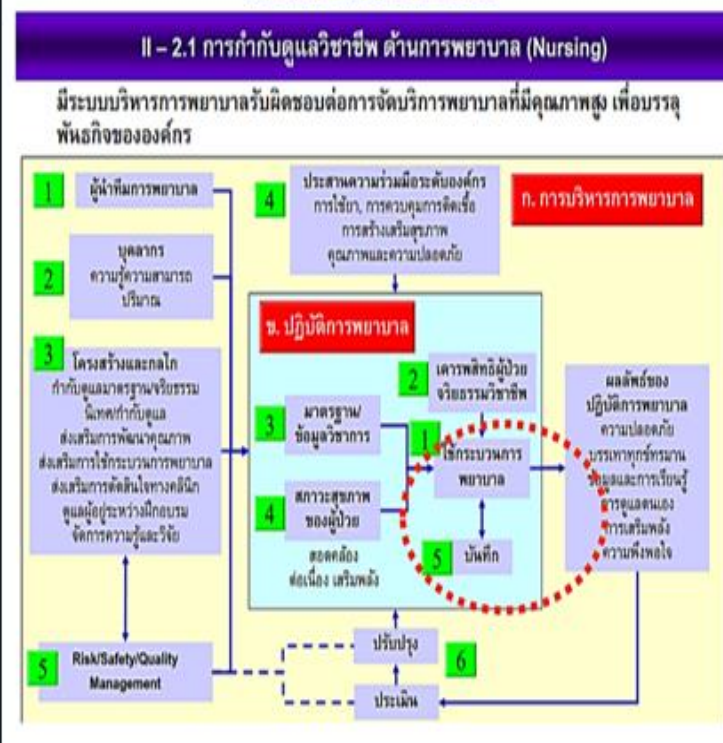 II – 2.1 การกำกับดูแลวิชาชีพ ด้านการพยาบาล (Nursing)
มีระบบบริหารการพยาบาลรับผิดชอบต่อการจัดบริการพยาบาลที่มีคุณภาพสูง เพื่อบรรลุ
พันธกิจขององค์กร
1
ผู้นำทีมการพยาบาล
4
ประสานความร่วมมือระดับองค์กร
การใช้ยา, การควบคุมการติดเชื้อ
การสร้างเสริมสุขภาพ
คุณภาพและความปลอดภัย
ก. การบริหารการพยาบาล
2
บุคลากร
ความรู้ความสามารถ
ปริมาณ
3
โครงสร้างและกลไก
กำกับดูแลมาตรฐาน/จริยธรรม
นิเทศ/กำกับดูแล
ส่งเสริมการพัฒนาคุณภาพ
ส่งเสริมการใช้กระบวนการพยาบาล
ส่งเสริมการตัดสินใจทางคลินิก
ดูแลผู้อยู่ระหว่างฝึกอบรม
จัดการความรู้และวิจัย
ข. ปฏิบัติการพยาบาล
2
เคารพสิทธิผู้ป่วย
จริยธรรมวิชาชีพ
3
มาตรฐาน/
ข้อมูลวิชาการ
1
ใช้กระบวนการ
พยาบาล
4
สภาวะสุขภาพ
ของผู้ป่วย
5
บันทึก
สอดคล้อง
ต่อเนื่อง เสริมพลัง
ผลลัพธ์ของ
ปฏิบัติการพยาบาล
ความปลอดภัย
บรรเทาทุกข์ทรมาน
ข้อมูลและการเรียนรู้
การดูแลตนเอง
การเสริมพลัง
ความพึงพอใจ
5
Risk/Safety/Quality
Management
ปรับปรุง
6
ประเมิน